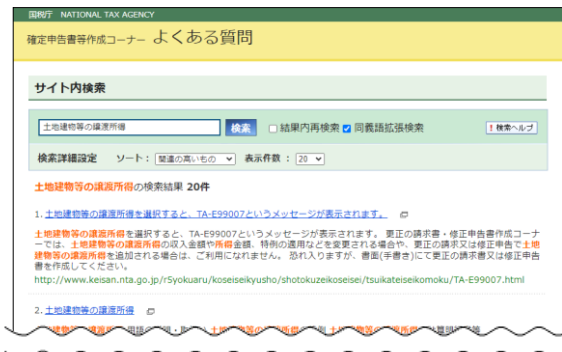 国税庁 NATIONAL TAX AGENCY
確定申告書等作成コーナー よくある質問
サイト内検索
土地建物等の譲渡所得 検索 結果内再検索 同義語拡張検索 ! 検索ヘルプ
検索詳細設定 ソート： 関連の高いもの 表示件数 ： 20
土地建物等の譲渡所得の検索結果 20件
1. 土地建物等の譲渡所得を選択すると、TA-E99007というメッセージが表示されます。
土地建物等の譲渡所得を選択すると、TA-E99007というメッセージが表示されます。 更正の請求書・修正申告書作成コーナ
ーでは、土地建物等の譲渡所得の収入金額や所得金額、特例の適用などを変更される場合や、更正の請求又は修正申告で土地
建物等の譲渡所得を追加される場合は、ご利用になれません。 恐れ入りますが、書面(手書き)にて更正の請求書又は修正申告
書を作成してください。
http://www.keisan.nta.go.jp/r5yokuaru/koseiseikyusho/shotokuzeikoseisei/tsuikateiseikomoku/TA-E99007.html
2. 土地建物等の譲渡所得